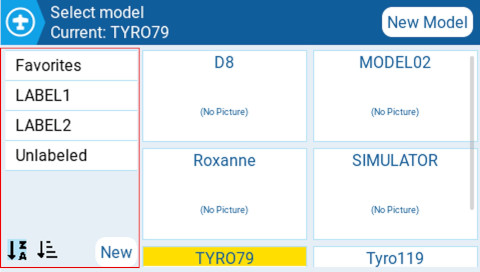 Select model
Current: TYRO79
New Model
Favorites
LABEL1
LABEL2
Unlabeled
New
D8
(No Picture)
MODEL02
(No Picture)
Roxanne
(No Picture)
SIMULATOR
(No Picture)
TYRO79
Tyro119